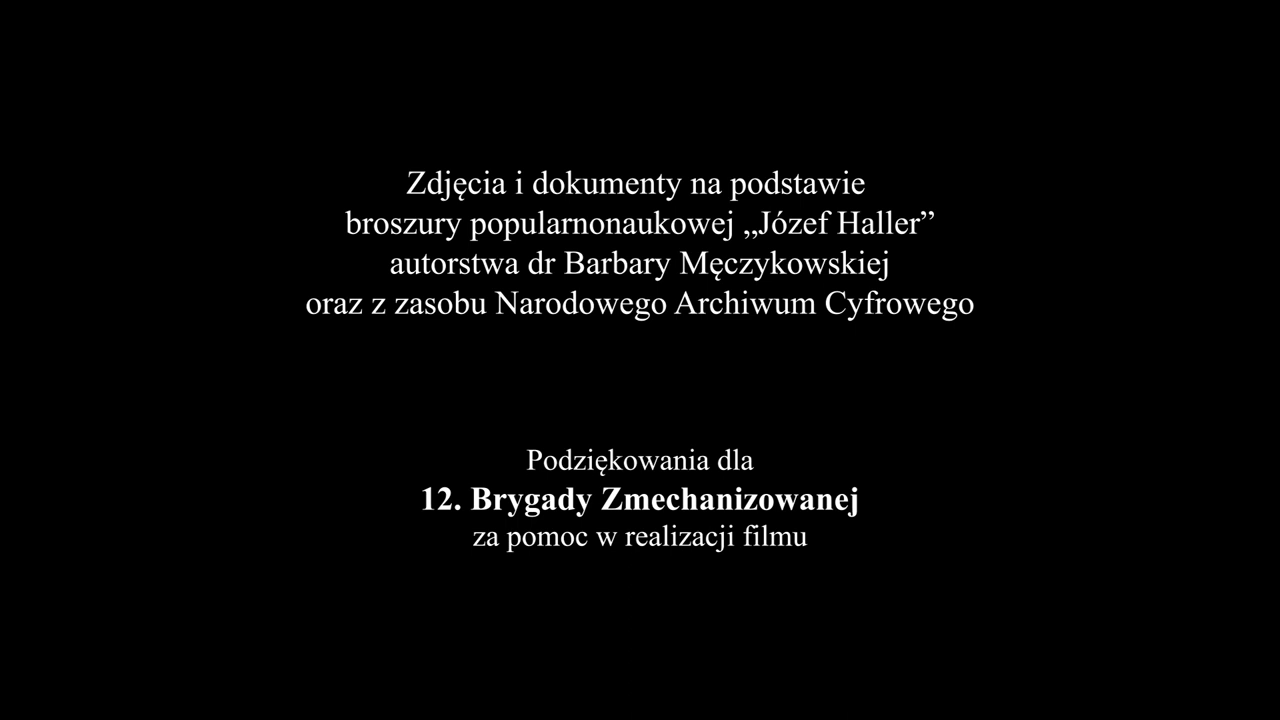 Zdjęcia i dokumenty na podstawie
broszury popularnonaukowej „Józef Haller”
autorstwa dr Barbary Męczykowskiej
oraz z zasobu Narodowego Archiwum Cyfrowego
Podziękowania dla
12. Brygady Zmechanizowanej
za pomoc w realizacji filmu